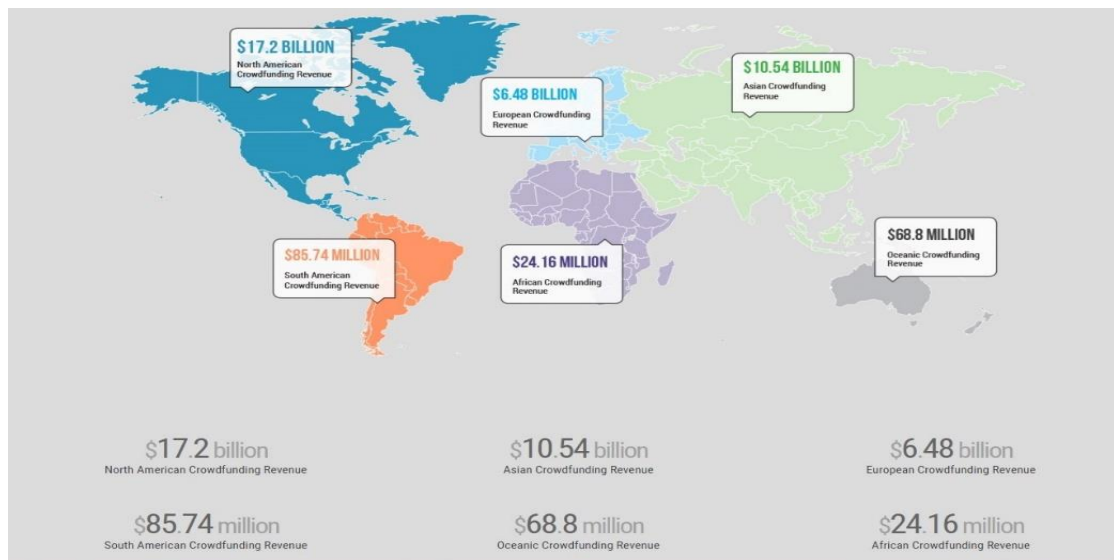 $17.2 BILLION
North American
Crowdfunding Revenue
$6.48 BILLION
European Crowdfunding
Revenue
$10.54 BILLION
Asian Crowdfunding
Revenue
$85.74 MILLION
South American
Crowdfunding Revenue
$24.16 MILLION
African Crowdfunding
Revenue
$68.8 MILLION
Oceanic Crowdfunding
Revenue
$17.2 billion
North American Crowdfunding Revenue
$10.54 billion
Asian Crowdfunding Revenue
$6.48 billion
European Crowdfunding Revenue
$85.74 million
South American Crowdfunding Revenue
$68.8 million
Oceanic Crowdfunding Revenue
$24.16 million
African Crowdfunding Revenue